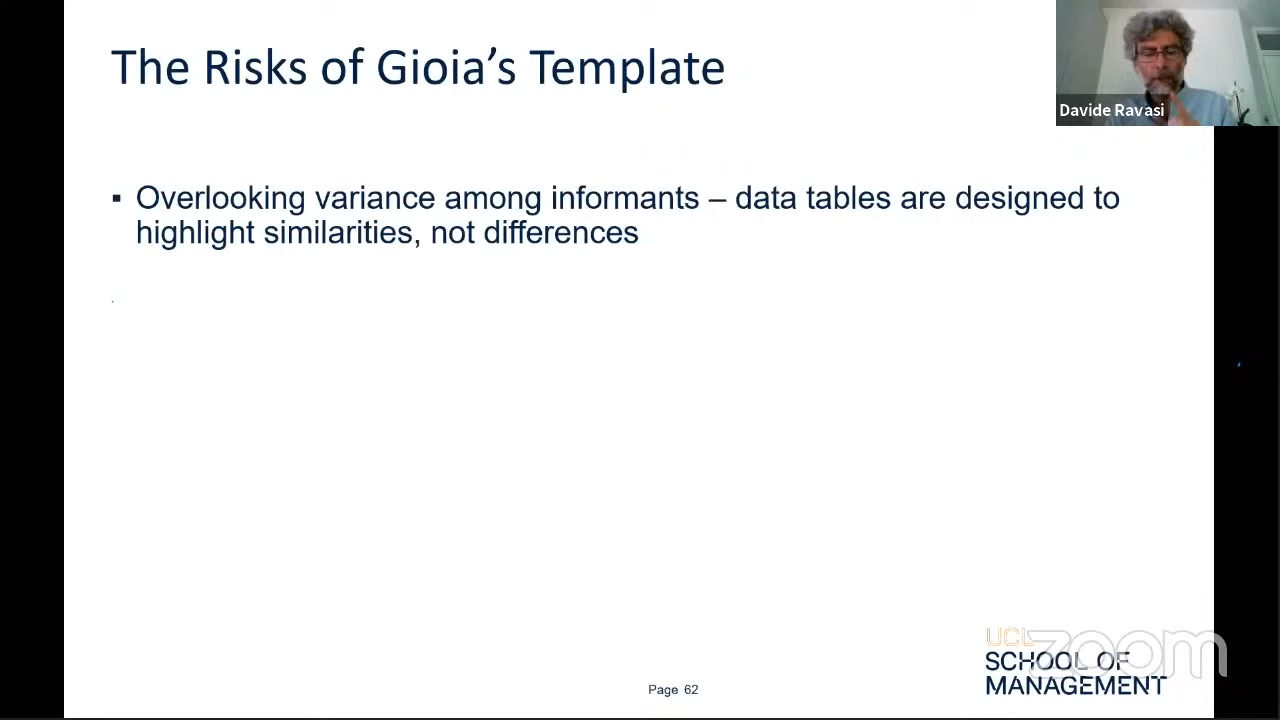 The Risks of Gioia’s Template
Davide Ravasi
▪ Overlooking variance among informants – data tables are designed to
highlight similarities, not differences
UCL
zoom
SCHOOL OF
MANAGEMENT
Page 62